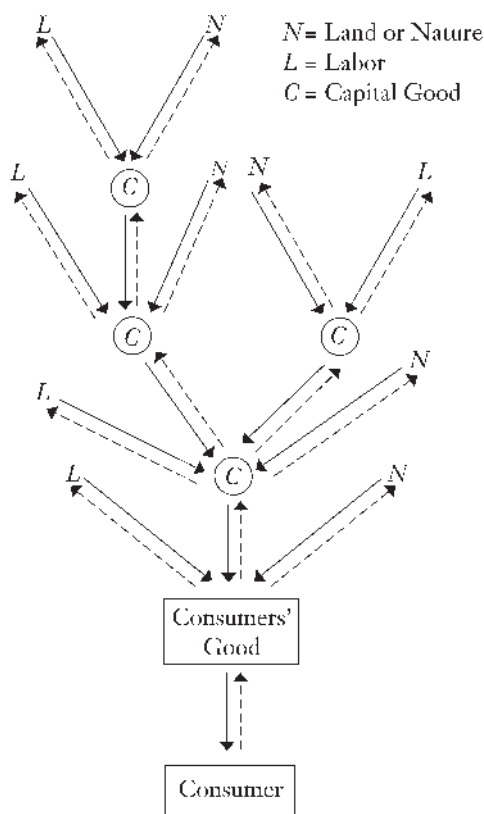 L N
N = Land or Nature
L = Labor
C = Capital Good
C
L N N L
C C
L N
C
L N
Consumers'
Good
Consumer